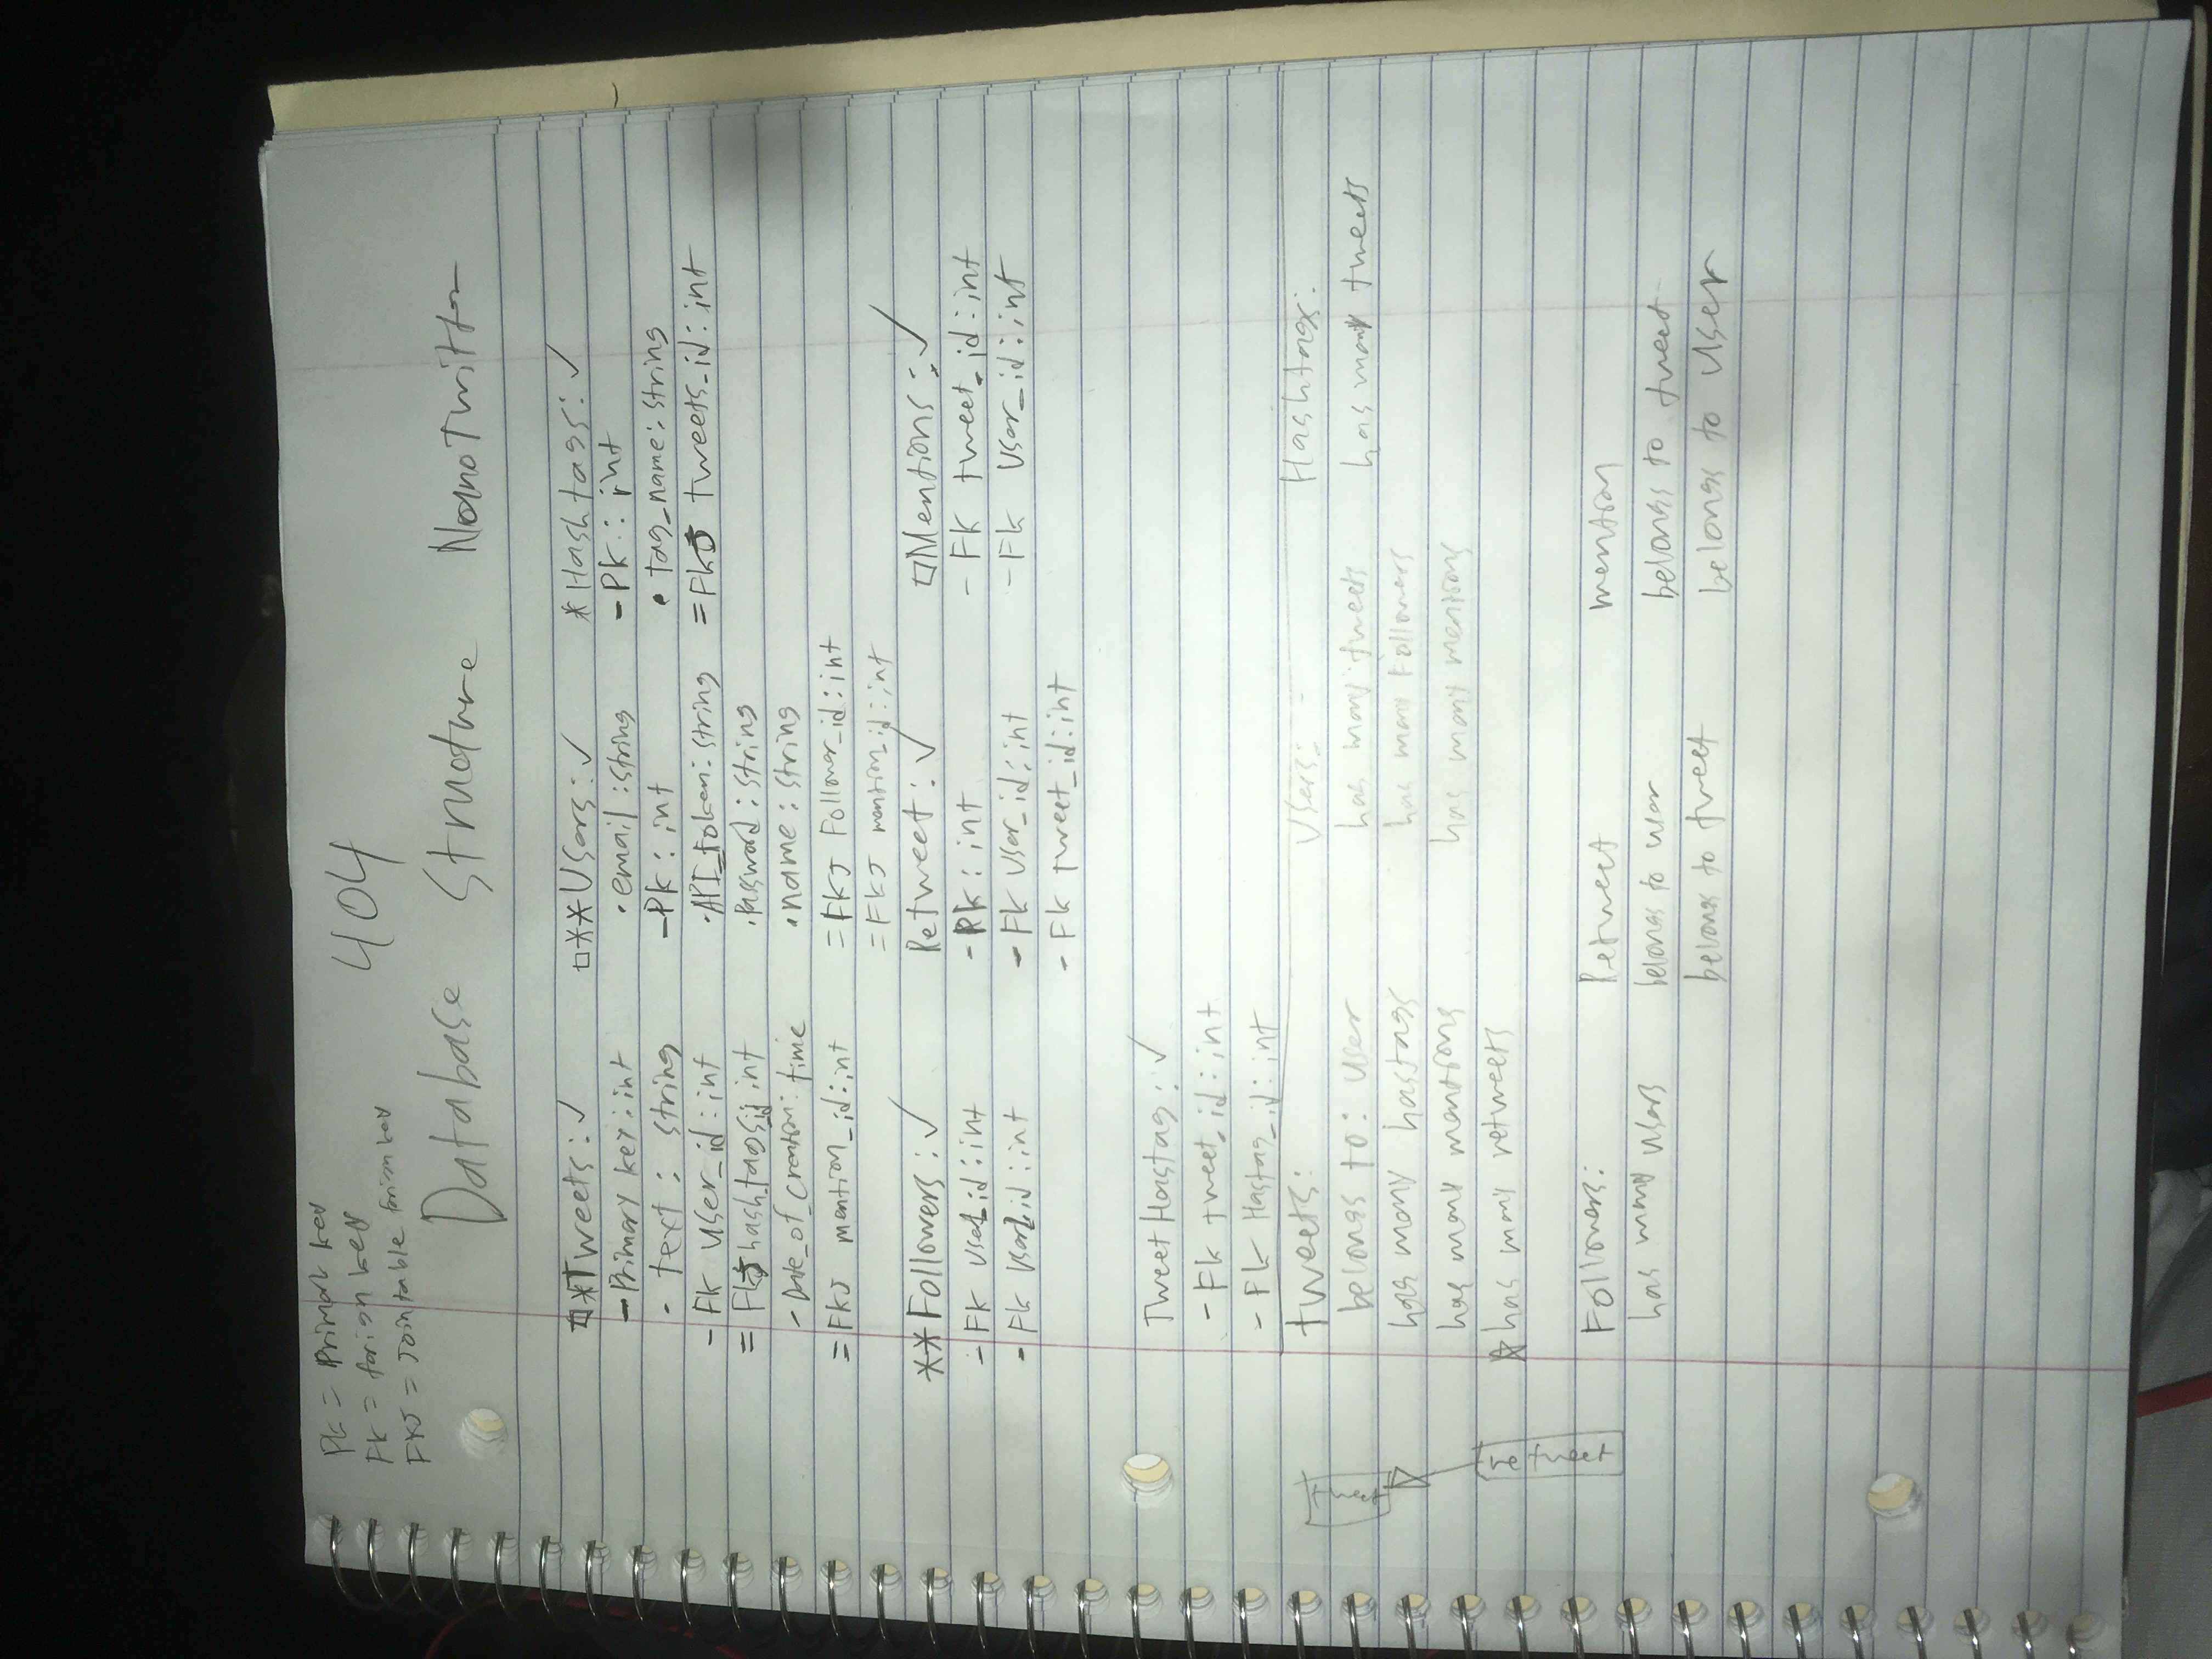 PK = Primary key
FK = forign key
FKJ = Join table forign key
404
Database Structure NanoTwitter
□*Tweets: ✓
- Primary key: int
· text: string
- FK user_id: int
= FKJ hash_tags_id int
- Date_of_creation: time
= FKJ mention_id: int
□**Users: ✓
· email: string
- PK: int
· API_token: string
· Password: string
· name: string
= FKJ Follower_id: int
= FKJ mention_id: int
*Hashtags: ✓
- PK: int
· tag_name: string
= FKJ tweets_id: int
**Followers: ✓
- FK user1_id: int
- FK user2_id: int
Retweet: ✓
- PK: int
- FK user_id: int
- FK tweet_id: int
□Mentions: ✓
- FK tweet_id: int
- FK user_id: int
TweetHastag: ✓
- FK tweet_id: int
- FK Hastag_id: int
tweets:
belongs to: user
has many hastags
has many mentions
☆ has many retweets
Users:
has many tweets
has many Followers
has many mentions
Hashtags:
has many tweets
tweet
retweet
Followers:
has many users
Retweet
belongs to user
belongs to tweet
mention
belongs to tweet
belongs to user